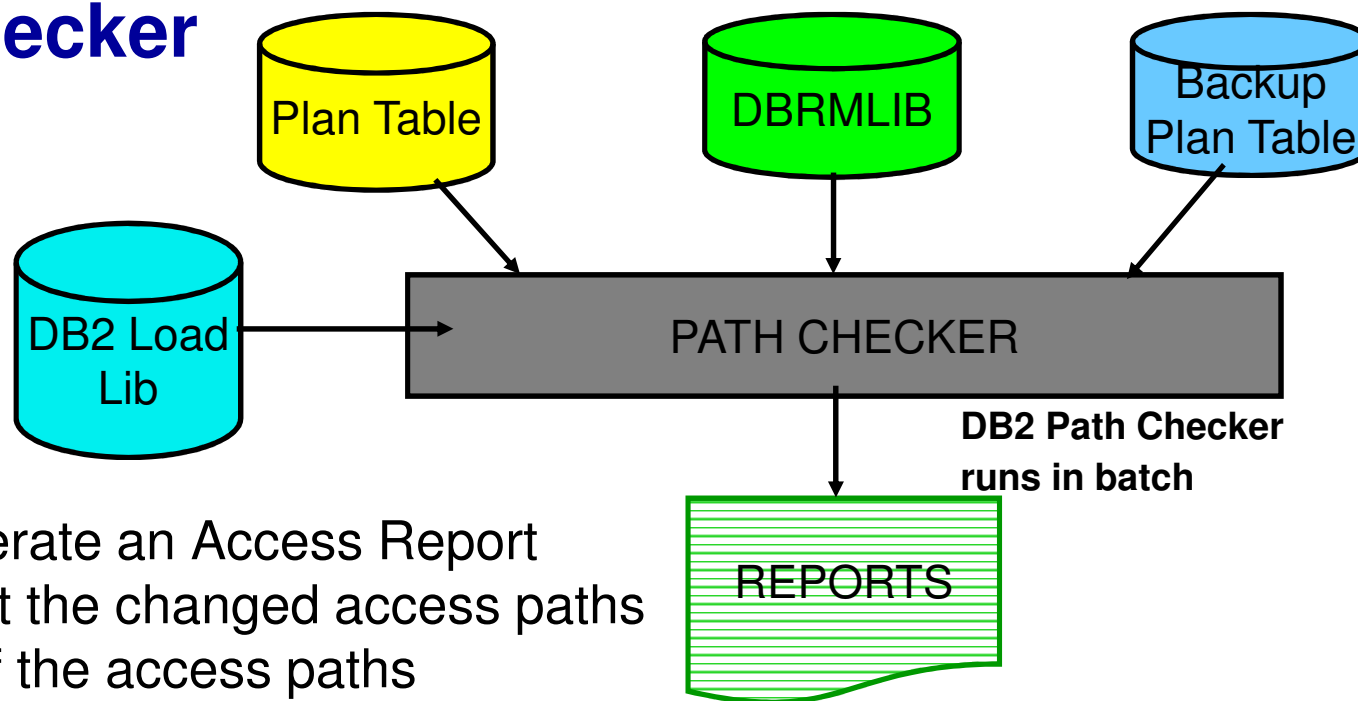 ecker
Plan Table
DBRMLIB
Backup
Plan Table
DB2 Load
Lib
PATH CHECKER
DB2 Path Checker
runs in batch
erate an Access Report
t the changed access paths
f the access paths
REPORTS